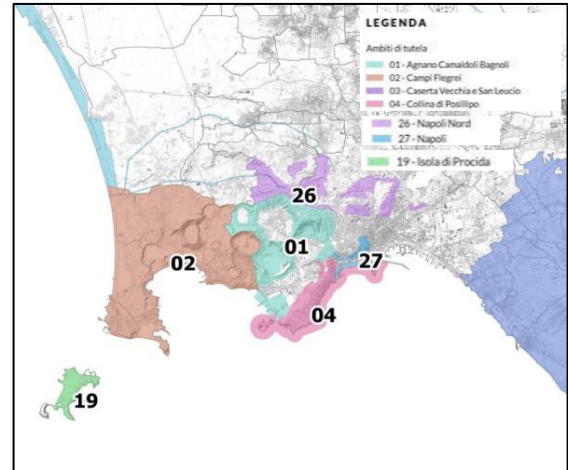 LEGENDA
Ambiti di tutela
01 - Agnano Camaldoli Bagnoli
02 - Campi Flegrei
03 - Caserta Vecchia e San Leucio
04 - Collina di Posillipo
26 - Napoli Nord
27 - Napoli
19 - Isola di Procida
26
01
02
27
04
19